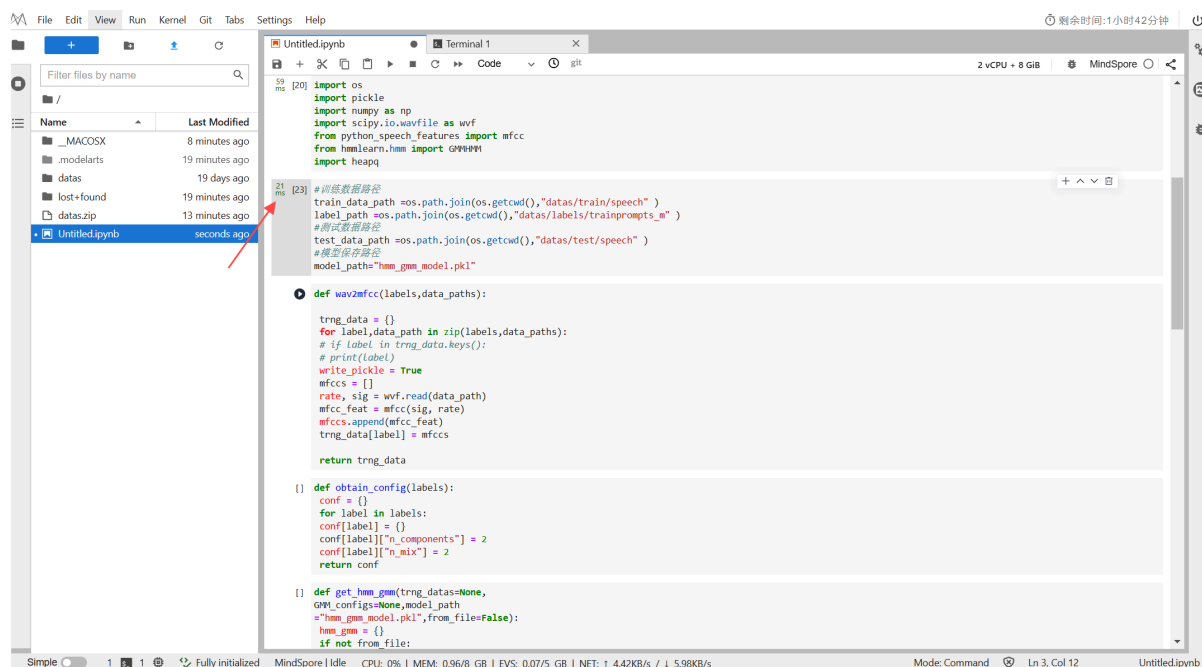 File Edit View Run Kernel Git Tabs Settings Help
剩余时间:1小时42分钟
+
Untitled.ipynb
Terminal 1
Code
git
2 vCPU + 8 GiB
MindSpore
Filter files by name
/
Name Last Modified
__MACOSX 8 minutes ago
.modelarts 19 minutes ago
datas 19 days ago
lost+found 19 minutes ago
datas.zip 13 minutes ago
Untitled.ipynb seconds ago
59 ms [20] import os
import pickle
import numpy as np
import scipy.io.wavfile as wvf
from python_speech_features import mfcc
from hmmlearn.hmm import GMMHMM
import heapq
21 ms [23] #训练数据路径
train_data_path =os.path.join(os.getcwd(),"datas/train/speech" )
label_path =os.path.join(os.getcwd(),"datas/labels/trainprompts_m" )
#测试数据路径
test_data_path =os.path.join(os.getcwd(),"datas/test/speech" )
#模型保存路径
model_path="hmm_gmm_model.pkl"
def wav2mfcc(labels,data_paths):
trng_data = {}
for label,data_path in zip(labels,data_paths):
# if label in trng_data.keys():
# print(label)
write_pickle = True
mfccs = []
rate, sig = wvf.read(data_path)
mfcc_feat = mfcc(sig, rate)
mfccs.append(mfcc_feat)
trng_data[label] = mfccs
return trng_data
[ ] def obtain_config(labels):
conf = {}
for label in labels:
conf[label] = {}
conf[label]["n_components"] = 2
conf[label]["n_mix"] = 2
return conf
[ ] def get_hmm_gmm(trng_datas=None,
GMM_configs=None,model_path
="hmm_gmm_model.pkl",from_file=False):
hmm_gmm = {}
if not from_file:
Simple 1 1 Fully initialized MindSpore | Idle CPU: 0% | MEM: 0.96/8 GB | EVS: 0.07/5 GB | NET: ↑ 4.42KB/s / ↓ 5.98KB/s Mode: Command Ln 3, Col 12 Untitled.ipynb